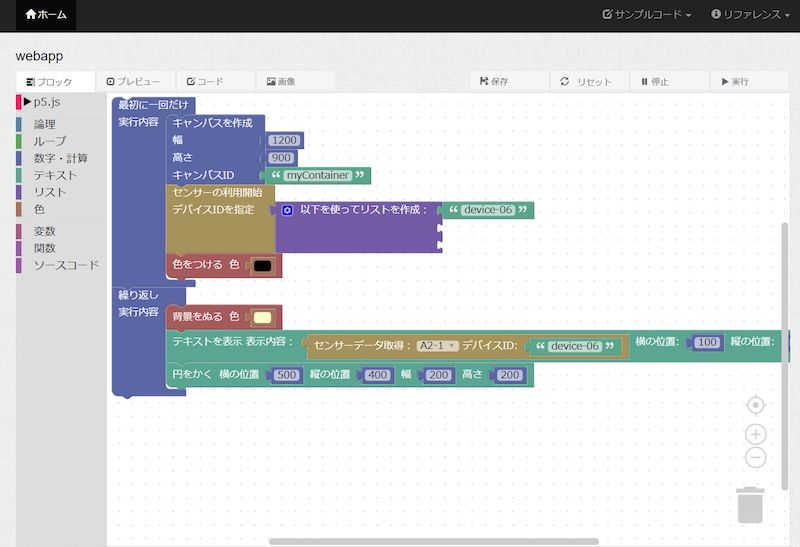 ホーム サンプルコード リファレンス
webapp
ブロック プレビュー コード 画像 保存 リセット 停止 実行
p5.js
論理
ループ
数字・計算
テキスト
リスト
色
変数
関数
ソースコード
最初に一回だけ
実行内容 キャンバスを作成
幅 1200
高さ 900
キャンバスID “ myContainer ”
センサーの利用開始
デバイスIDを指定 以下を使ってリストを作成： “ device-06 ”
色をつける 色
繰り返し
実行内容 背景をぬる 色
テキストを表示 表示内容： センサーデータ取得： A2-1 デバイスID: “ device-06 ” 横の位置: 100 縦の位置:
円をかく 横の位置 500 縦の位置 400 幅 200 高さ 200